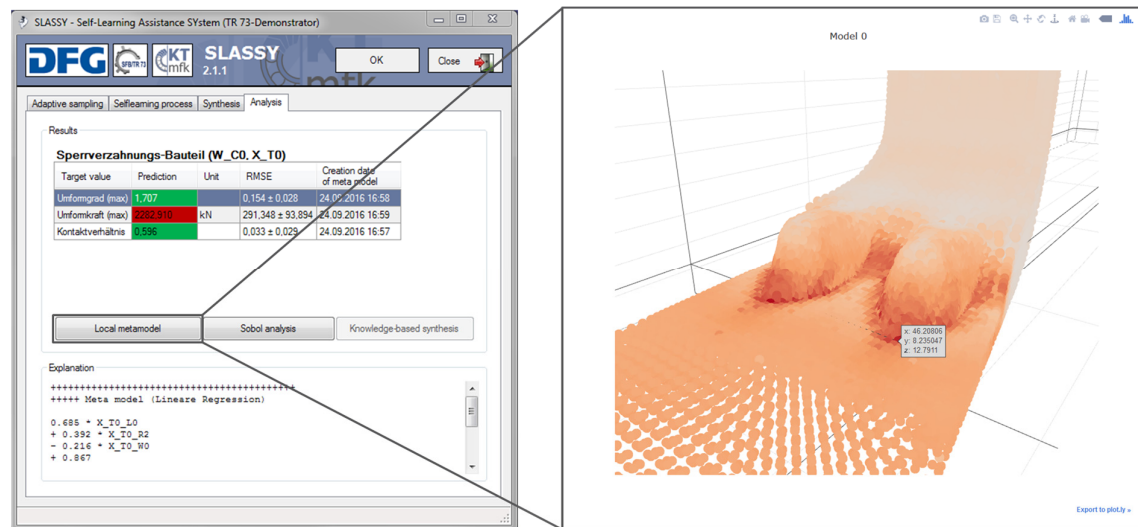 SLASSY - Self-Learning Assistance SYstem (TR 73-Demonstrator)
DFG
SFB/TR 73
KT
mfk
SLASSY
2.1.1
KT
mfk
OK
Close
Adaptive sampling
Selflearning process
Synthesis
Analysis
Results
Sperrverzahnungs-Bauteil (W_C0, X_T0)
Target value Prediction Unit RMSE Creation date of meta model
Umformgrad (max) 1,707 0,154 ± 0,028 24.09.2016 16:58
Umformkraft (max) 2282,910 kN 291,348 ± 93,894 24.09.2016 16:59
Kontaktverhältnis 0,596 0,033 ± 0,029 24.09.2016 16:57
Local metamodel
Sobol analysis
Knowledge-based synthesis
Explanation
++++++++++++++++++++++++++++++++++++++++++
+++++ Meta model (Lineare Regression)
0.685 * X_T0_L0
+ 0.392 * X_T0_R2
- 0.216 * X_T0_W0
+ 0.867
Model 0
x: 46.20806
y: 8.235047
z: 12.7911
Export to plot.ly »